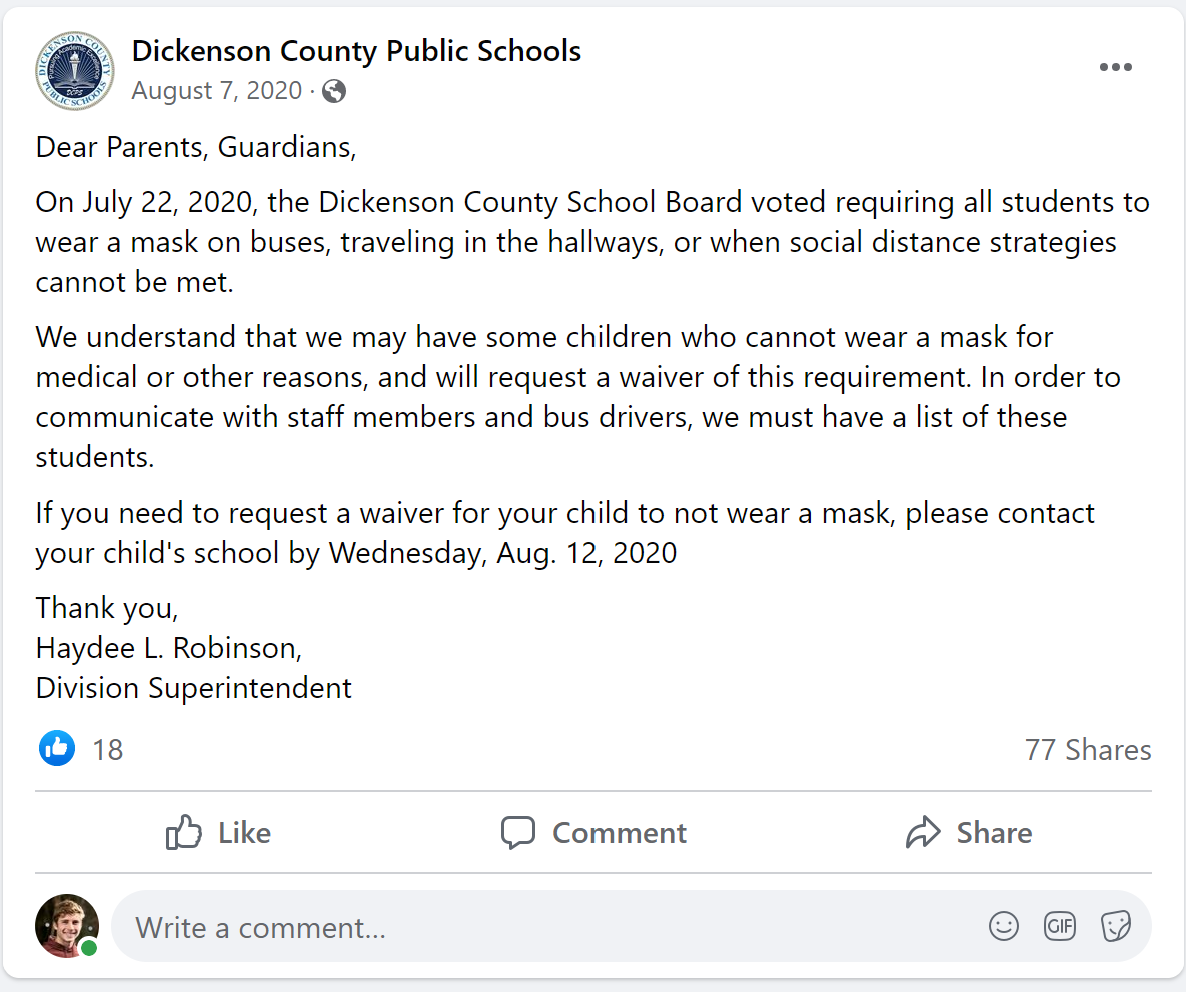 DICKENSON COUNTY
PUBLIC SCHOOLS
DCPS
Dickenson County Public Schools
August 7, 2020 ·
Dear Parents, Guardians,
On July 22, 2020, the Dickenson County School Board voted requiring all students to
wear a mask on buses, traveling in the hallways, or when social distance strategies
cannot be met.
We understand that we may have some children who cannot wear a mask for
medical or other reasons, and will request a waiver of this requirement. In order to
communicate with staff members and bus drivers, we must have a list of these
students.
If you need to request a waiver for your child to not wear a mask, please contact
your child's school by Wednesday, Aug. 12, 2020
Thank you,
Haydee L. Robinson,
Division Superintendent
18 77 Shares
Like Comment Share
Write a comment... GIF